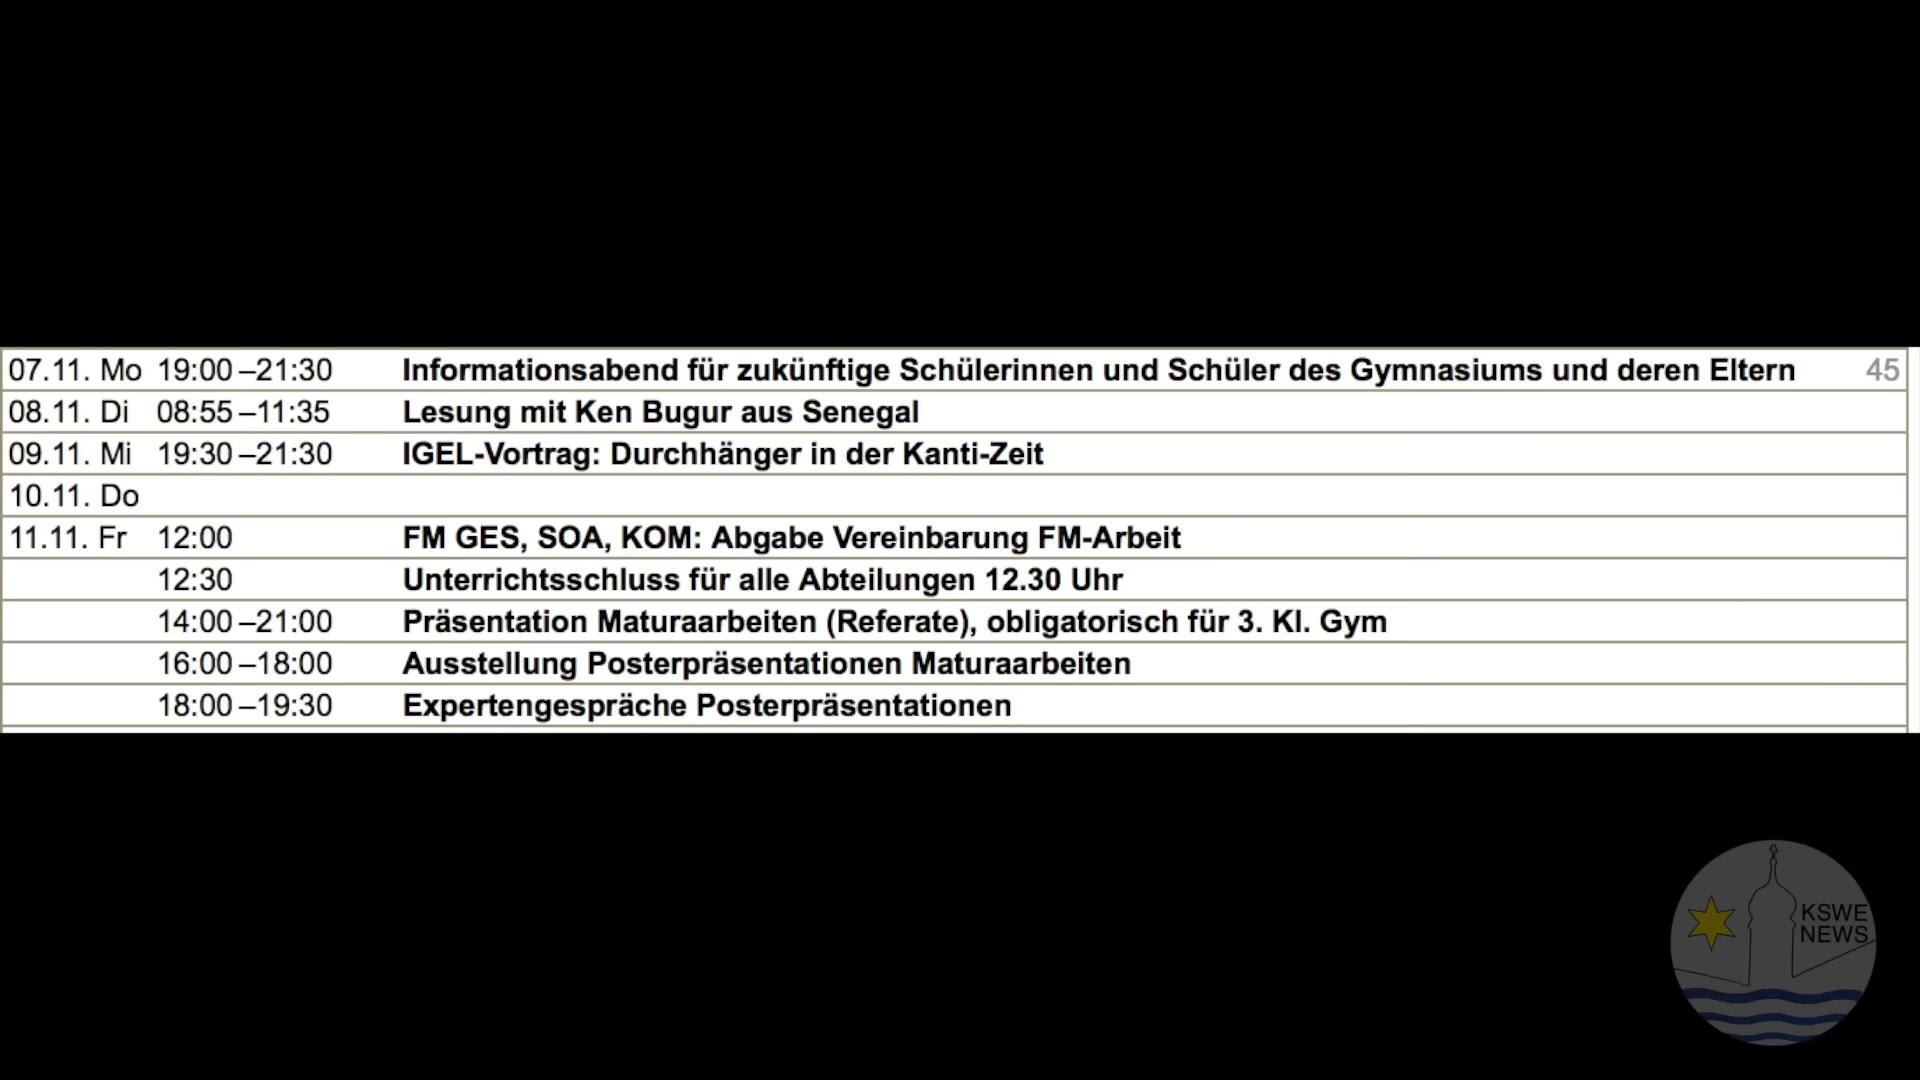 07.11. Mo 19:00 –21:30 Informationsabend für zukünftige Schülerinnen und Schüler des Gymnasiums und deren Eltern 45
08.11. Di 08:55 –11:35 Lesung mit Ken Bugur aus Senegal
09.11. Mi 19:30 –21:30 IGEL-Vortrag: Durchhänger in der Kanti-Zeit
10.11. Do
11.11. Fr 12:00 FM GES, SOA, KOM: Abgabe Vereinbarung FM-Arbeit
12:30 Unterrichtsschluss für alle Abteilungen 12.30 Uhr
14:00 –21:00 Präsentation Maturaarbeiten (Referate), obligatorisch für 3. Kl. Gym
16:00 –18:00 Ausstellung Posterpräsentationen Maturaarbeiten
18:00 –19:30 Expertengespräche Posterpräsentationen
KSWE
NEWS